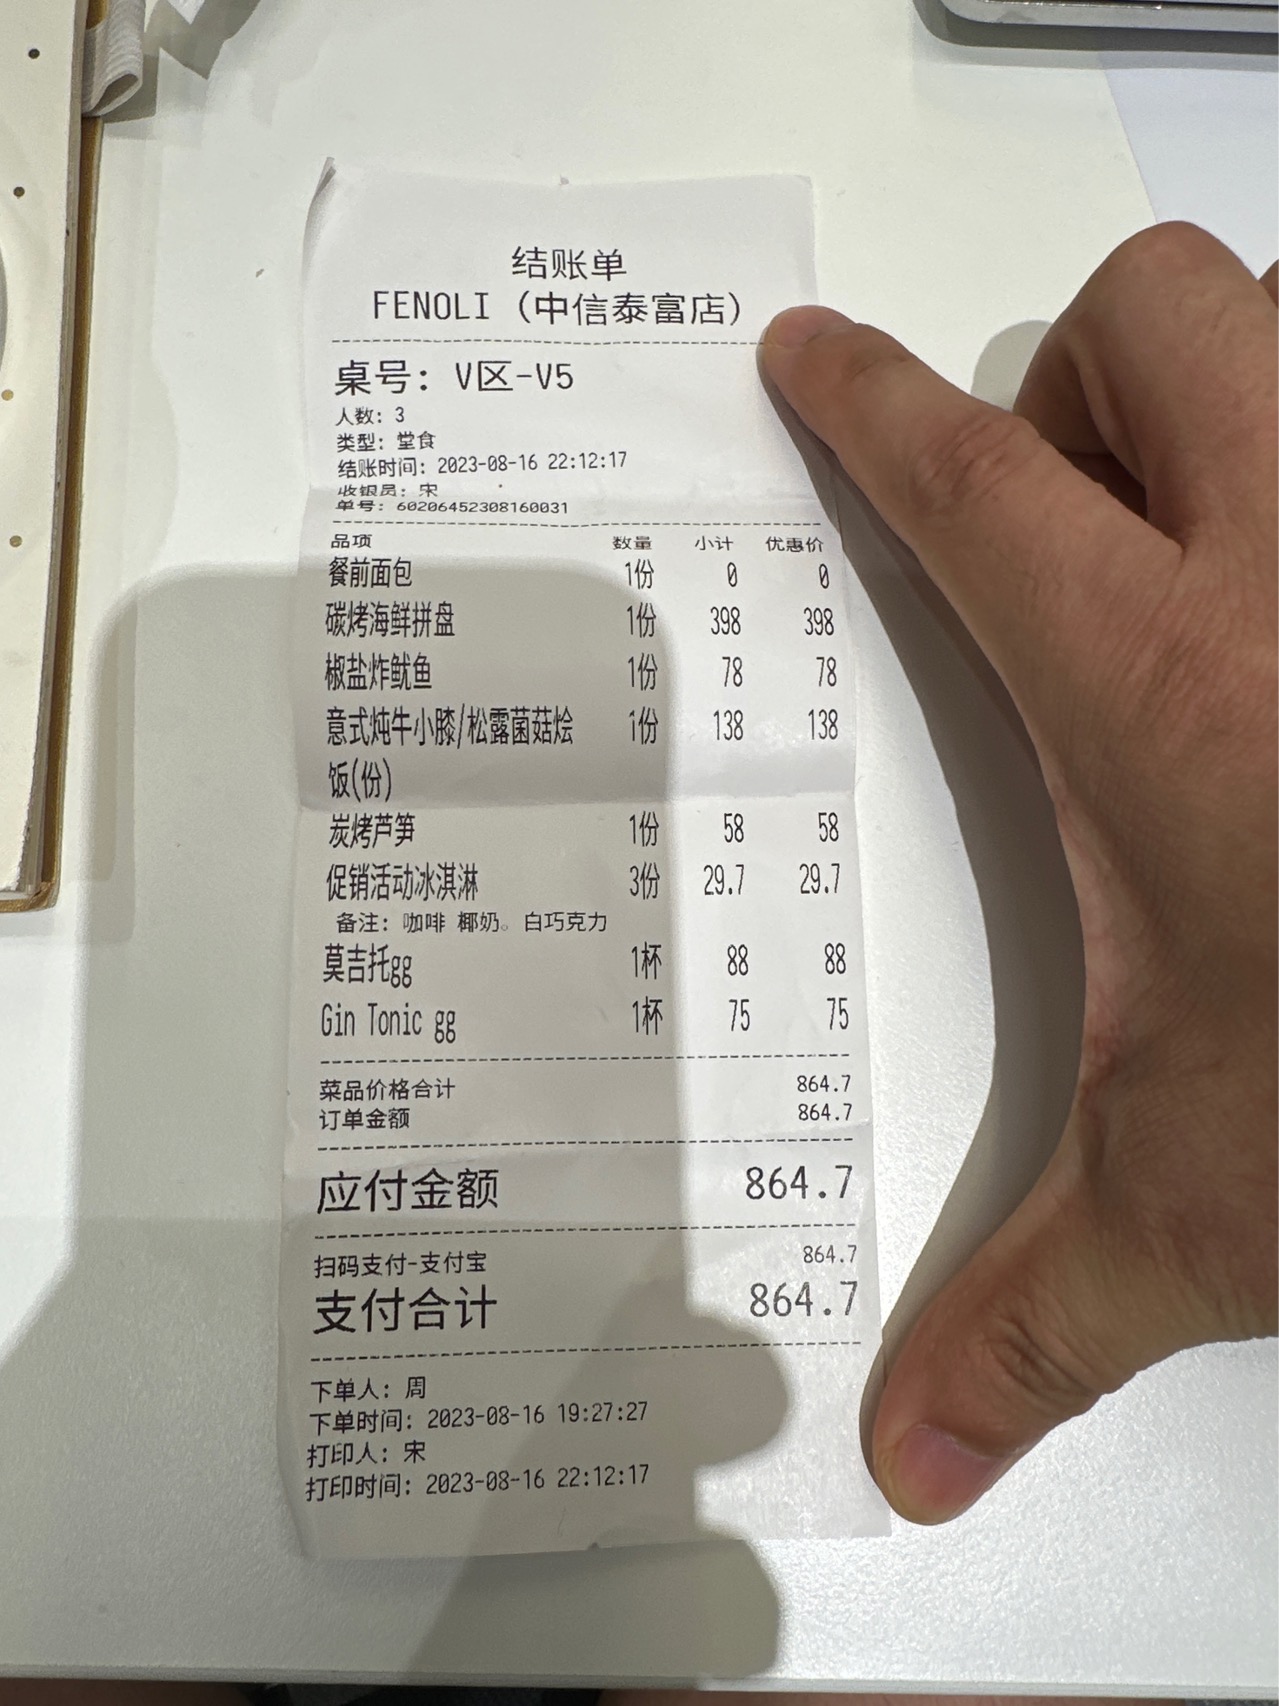 结账单
FENOLI (中信泰富店)
桌号: V区-V5
人数: 3
类型: 堂食
结账时间: 2023-08-16 22:12:17
收银员: 宋
单号: 60206452308160031
品项 数量 小计 优惠价
餐前面包 1份 0 0
碳烤海鲜拼盘 1份 398 398
椒盐炸鱿鱼 1份 78 78
意式炖牛小膝/松露菌菇烩 1份 138 138
饭(份)
炭烤芦笋 1份 58 58
促销活动冰淇淋 3份 29.7 29.7
备注: 咖啡 椰奶。白巧克力
莫吉托gg 1杯 88 88
Gin Tonic gg 1杯 75 75
菜品价格合计 864.7
订单金额 864.7
应付金额 864.7
扫码支付-支付宝 864.7
支付合计 864.7
下单人: 周
下单时间: 2023-08-16 19:27:27
打印人: 宋
打印时间: 2023-08-16 22:12:17